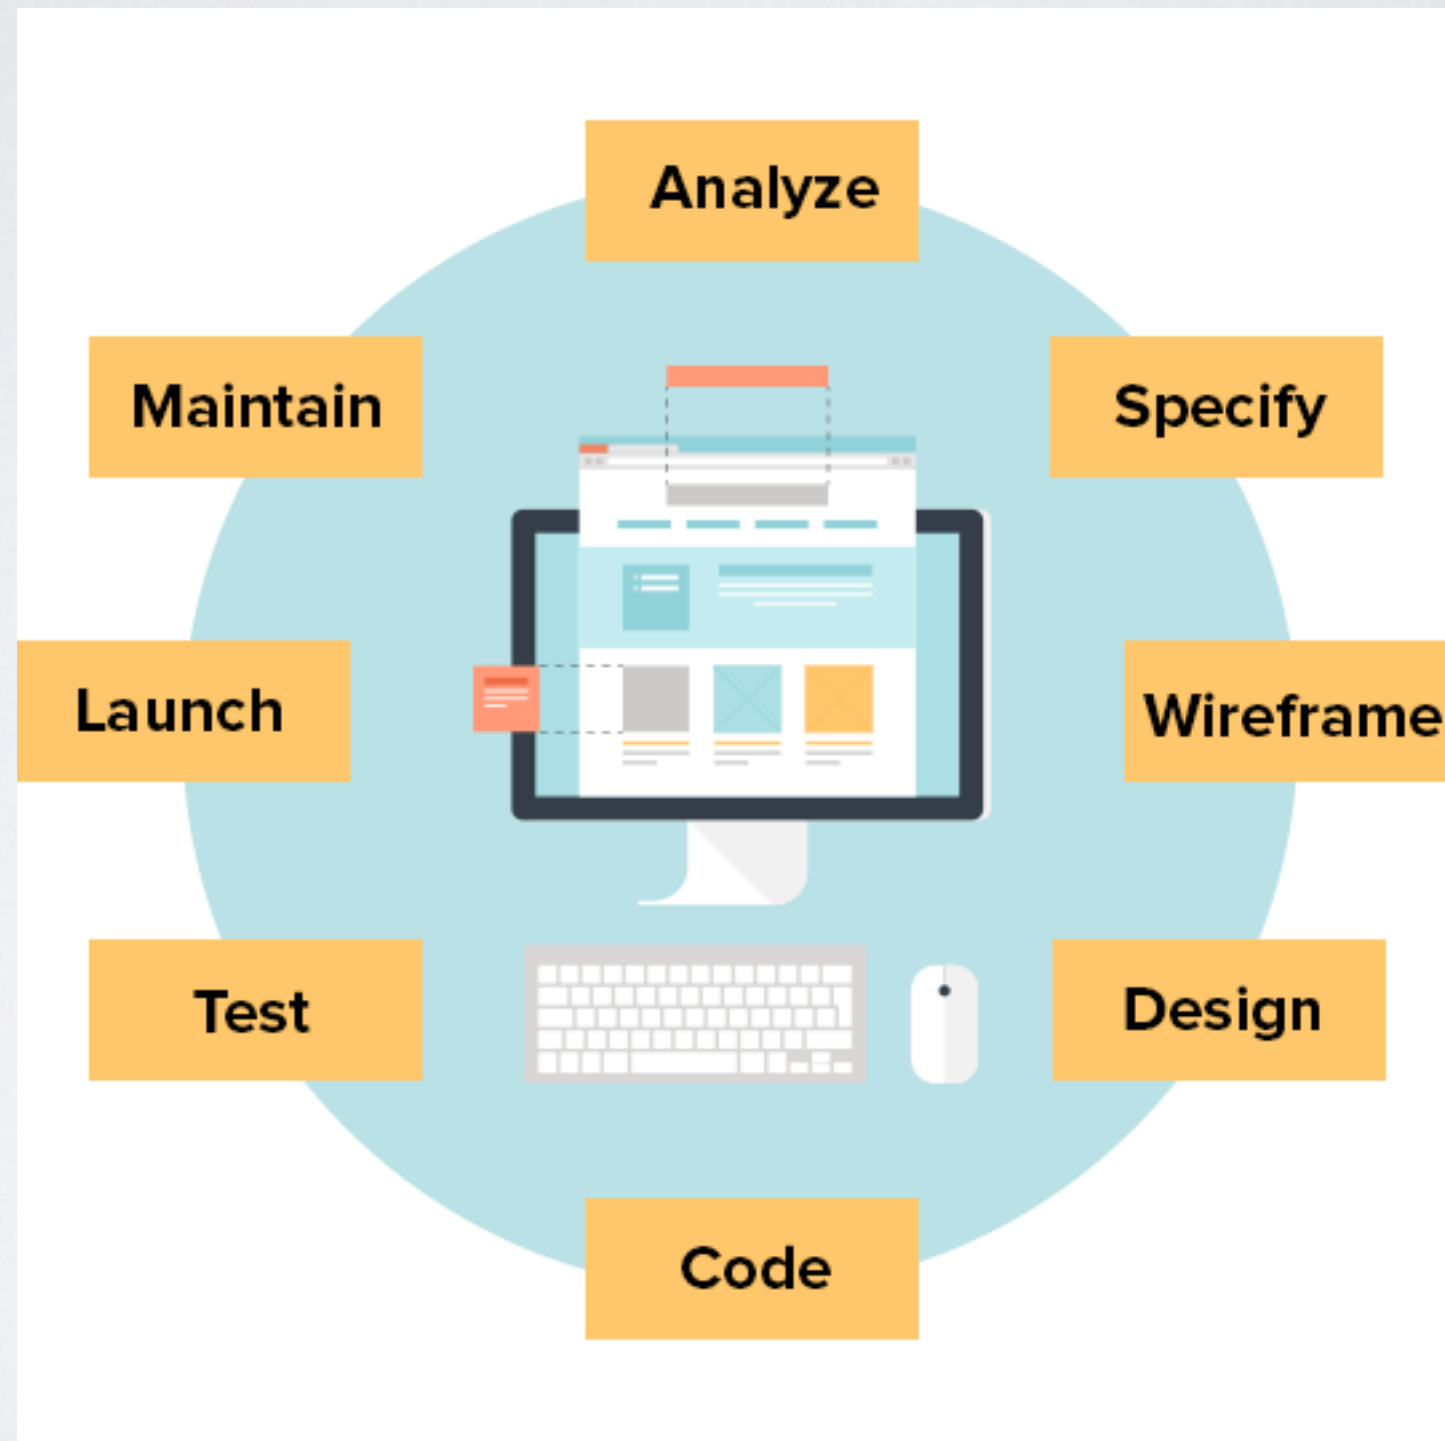 Analyze
Specify
Wireframe
Design
Code
Test
Launch
Maintain